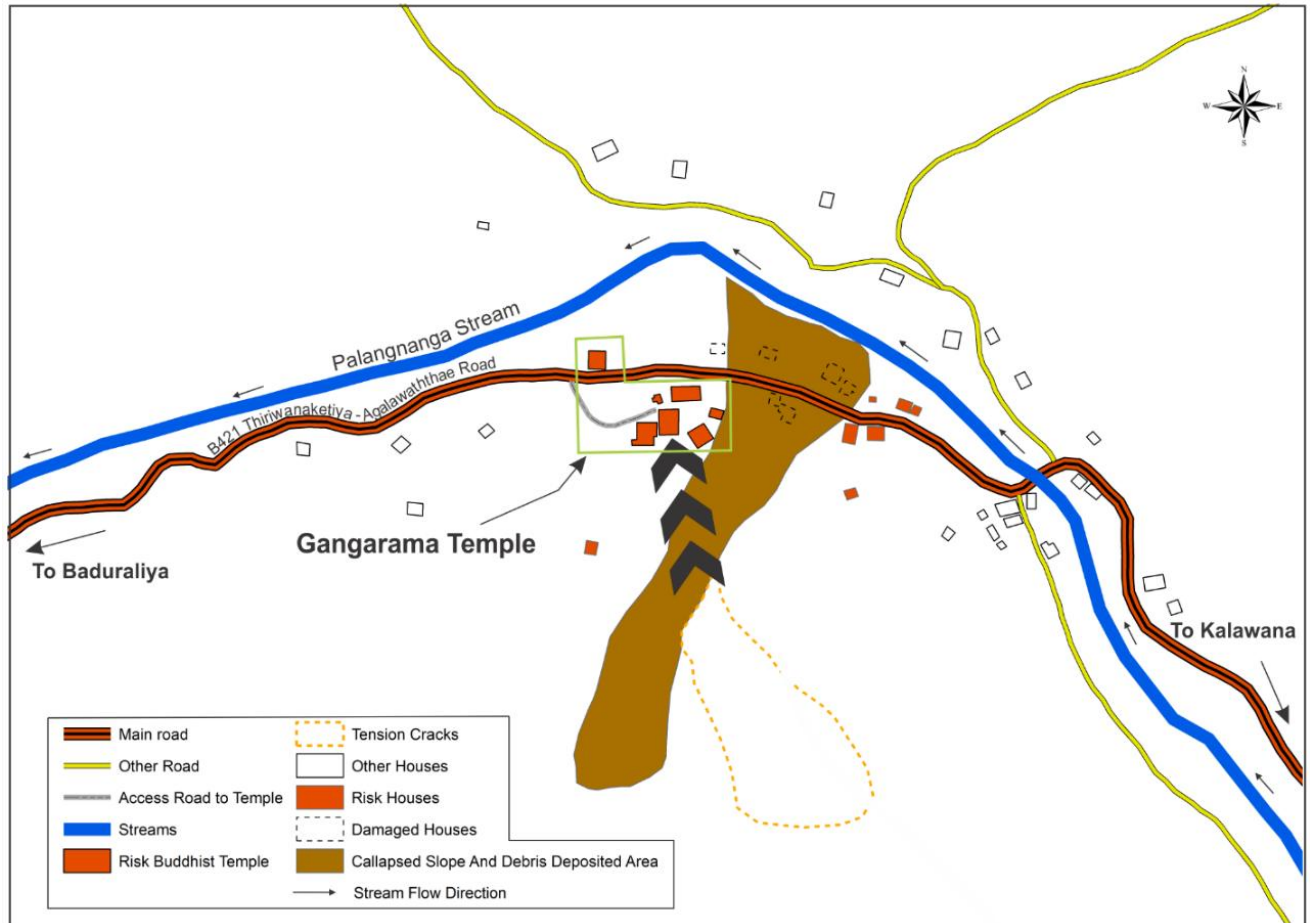 N
W E
S
Palangnanga Stream
B421 Thiriwanaketiya -Agalawaththae Road
Gangarama Temple
To Baduraliya
To Kalawana
Main road
Other Road
Access Road to Temple
Streams
Risk Buddhist Temple
Tension Cracks
Other Houses
Risk Houses
Damaged Houses
Callapsed Slope And Debris Deposited Area
Stream Flow Direction